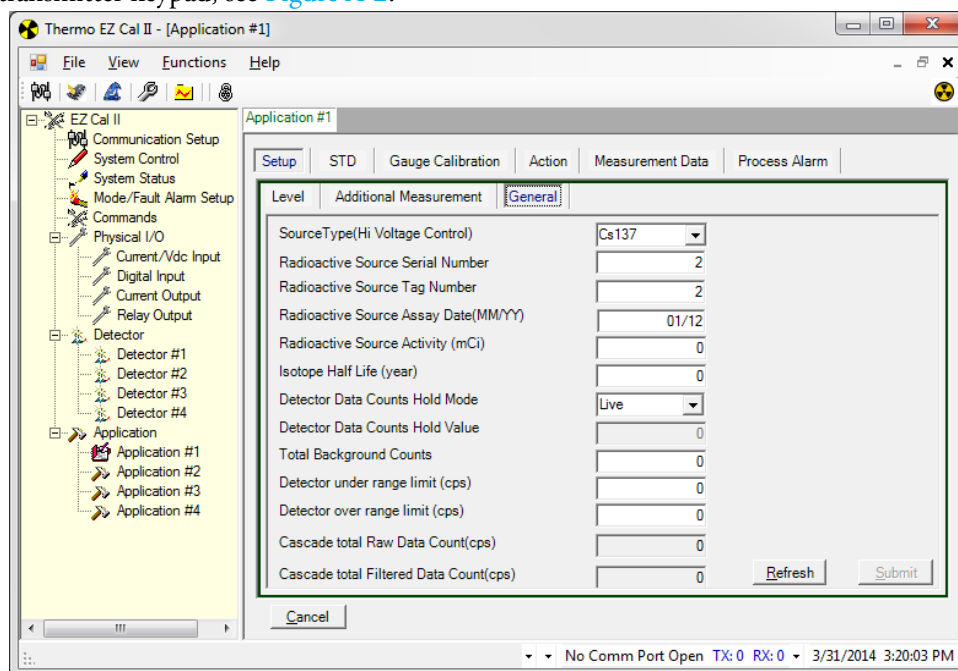 transmitter keypad, see Figure A-2.
Thermo EZ Cal II - [Application #1]
File View Functions Help
EZ Cal II
Communication Setup
System Control
System Status
Mode/Fault Alarm Setup
Commands
Physical I/O
Current/Vdc Input
Digital Input
Current Output
Relay Output
Detector
Detector #1
Detector #2
Detector #3
Detector #4
Application
Application #1
Application #2
Application #3
Application #4
Application #1
Setup STD Gauge Calibration Action Measurement Data Process Alarm
Level Additional Measurement General
SourceType(Hi Voltage Control) Cs137
Radioactive Source Serial Number 2
Radioactive Source Tag Number 2
Radioactive Source Assay Date(MM/YY) 01/12
Radioactive Source Activity (mCi) 0
Isotope Half Life (year) 0
Detector Data Counts Hold Mode Live
Detector Data Counts Hold Value 0
Total Background Counts 0
Detector under range limit (cps) 0
Detector over range limit (cps) 0
Cascade total Raw Data Count(cps) 0
Cascade total Filtered Data Count(cps) 0 Refresh Submit
Cancel
No Comm Port Open TX: 0 RX: 0 3/31/2014 3:20:03 PM